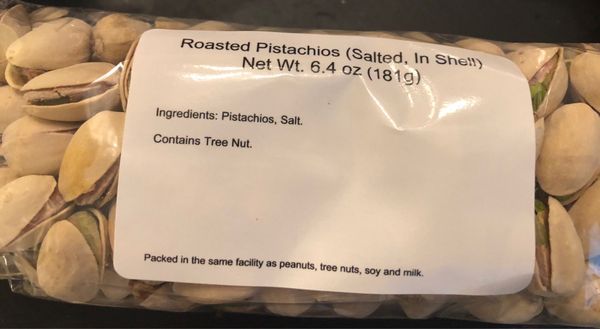 Roasted Pistachios (Salted, In Shell)
Net Wt. 6.4 oz (181g)
Ingredients: Pistachios, Salt.
Contains Tree Nut.
Packed in the same facility as peanuts, tree nuts, soy and milk.